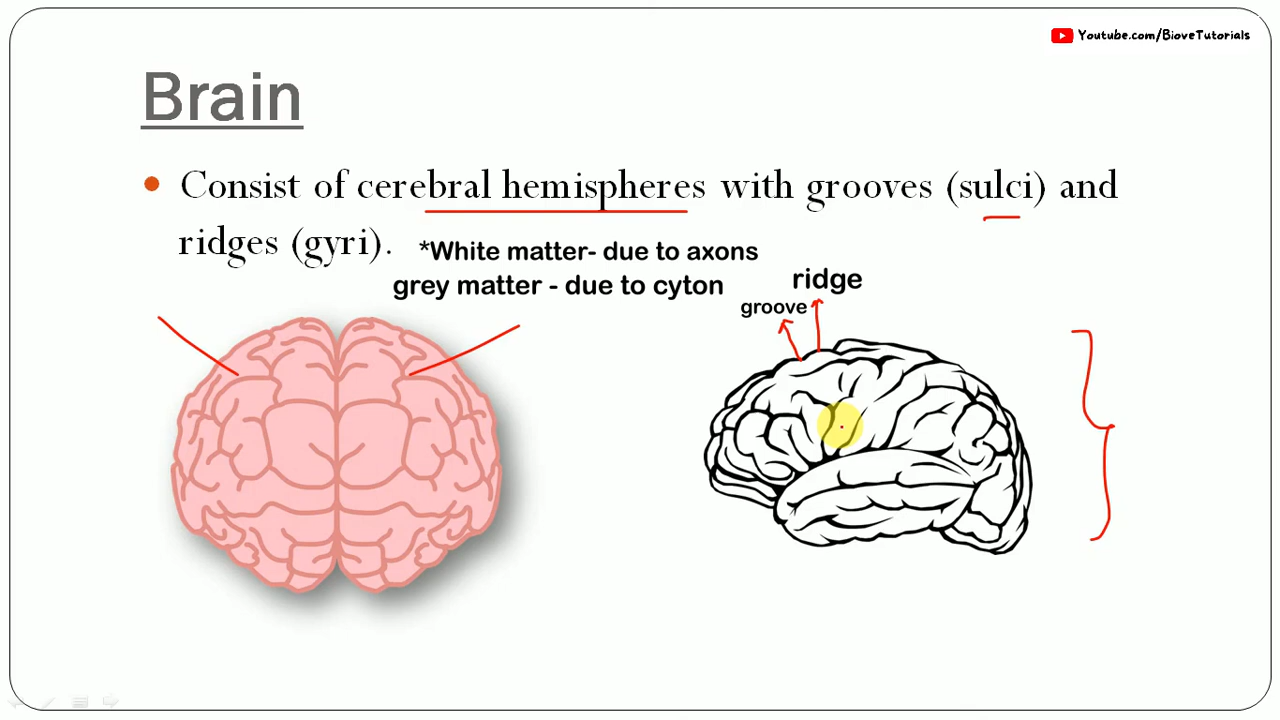 Youtube.com/BioveTutorials
Brain
Consist of cerebral hemispheres with grooves (sulci) and
ridges (gyri).
*White matter- due to axons
grey matter - due to cyton
ridge
groove